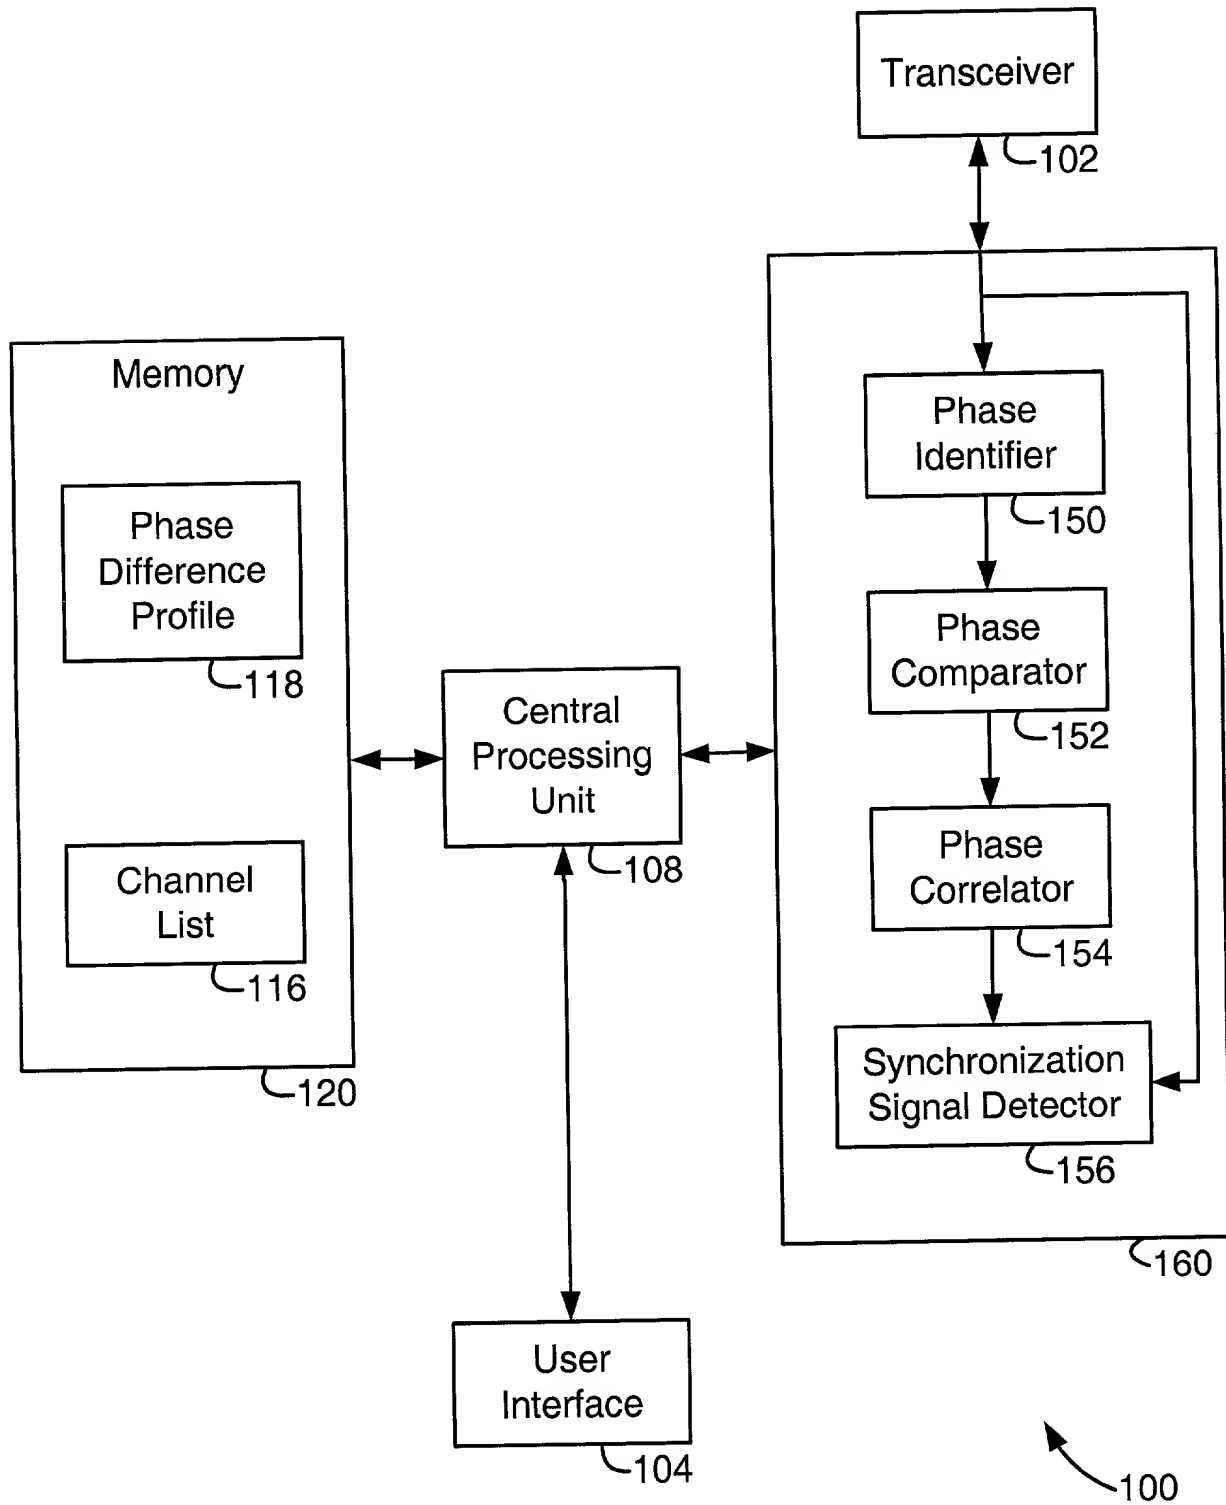 Transceiver
102
Memory
Phase
Difference
Profile
118
Channel
List
116
120
Central
Processing
Unit
108
User
Interface
104
Phase
Identifier
150
Phase
Comparator
152
Phase
Correlator
154
Synchronization
Signal Detector
156
160
100